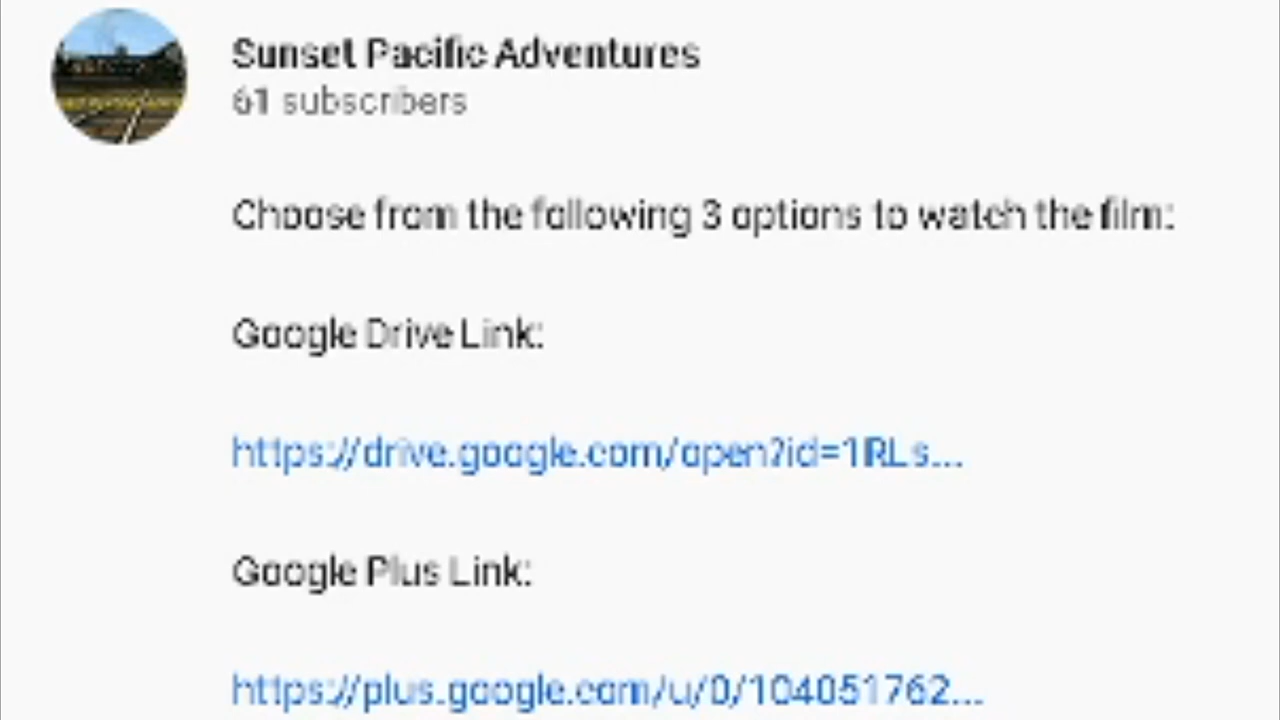 Sunset Pacific Adventures
61 subscribers
Choose from the following 3 options to watch the film:
Google Drive Link:
https://drive.google.com/open?id=1RLs...
Google Plus Link:
https://plus.google.com/u/0/104051762...